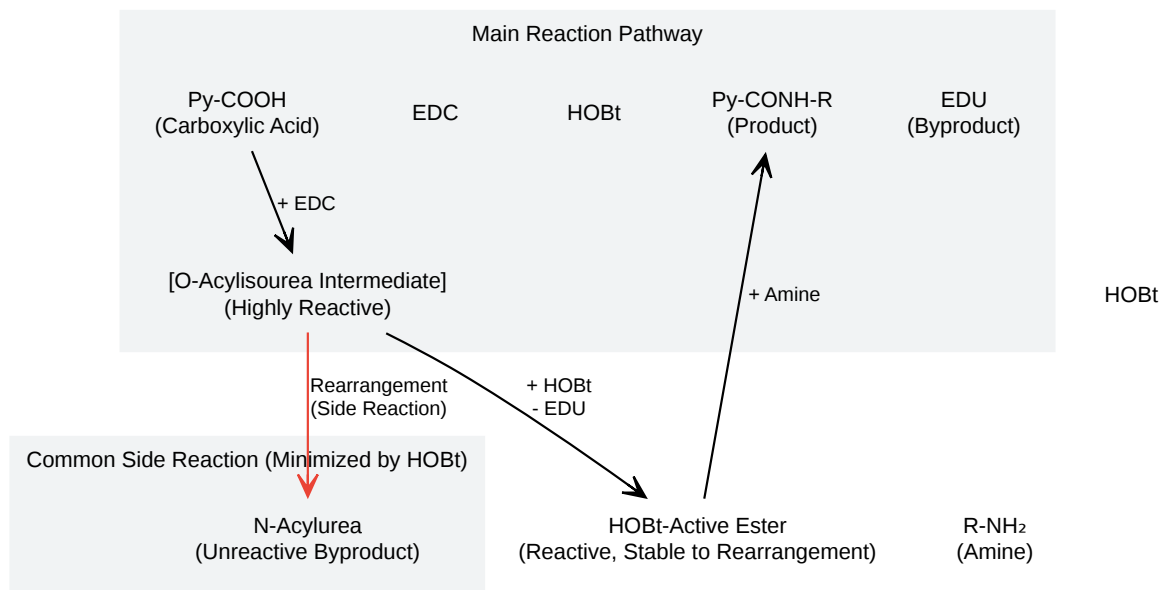 Main Reaction Pathway
Py-COOH
(Carboxylic Acid)
EDC
HOBt
Py-CONH-R
(Product)
EDU
(Byproduct)
+ EDC
[O-Acylisourea Intermediate]
(Highly Reactive)
+ Amine
HOBt
Rearrangement
(Side Reaction)
+ HOBt
- EDU
Common Side Reaction (Minimized by HOBt)
N-Acylurea
(Unreactive Byproduct)
HOBt-Active Ester
(Reactive, Stable to Rearrangement)
R-NH₂
(Amine)